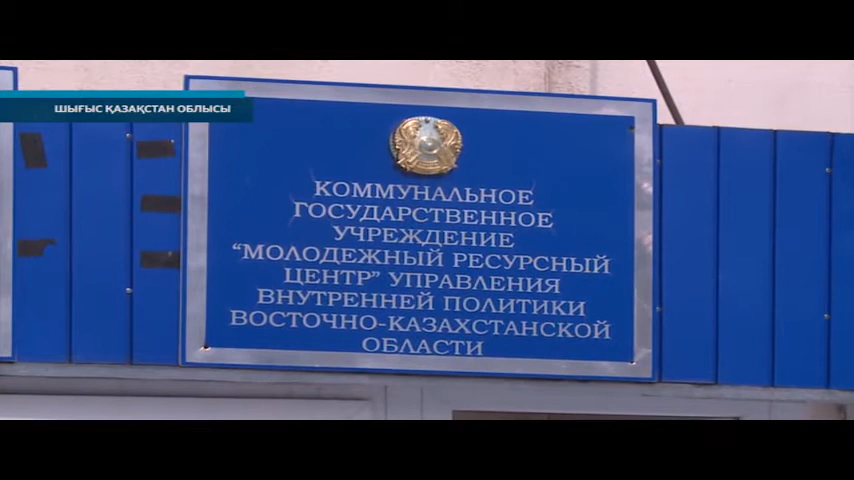 ШЫҒЫС ҚАЗАҚСТАН ОБЛЫСЫ
КОММУНАЛЬНОЕ
ГОСУДАРСТВЕННОЕ
УЧРЕЖДЕНИЕ
“МОЛОДЕЖНЫЙ РЕСУРСНЫЙ
ЦЕНТР” УПРАВЛЕНИЯ
ВНУТРЕННЕЙ ПОЛИТИКИ
ВОСТОЧНО-КАЗАХСТАНСКОЙ
ОБЛАСТИ